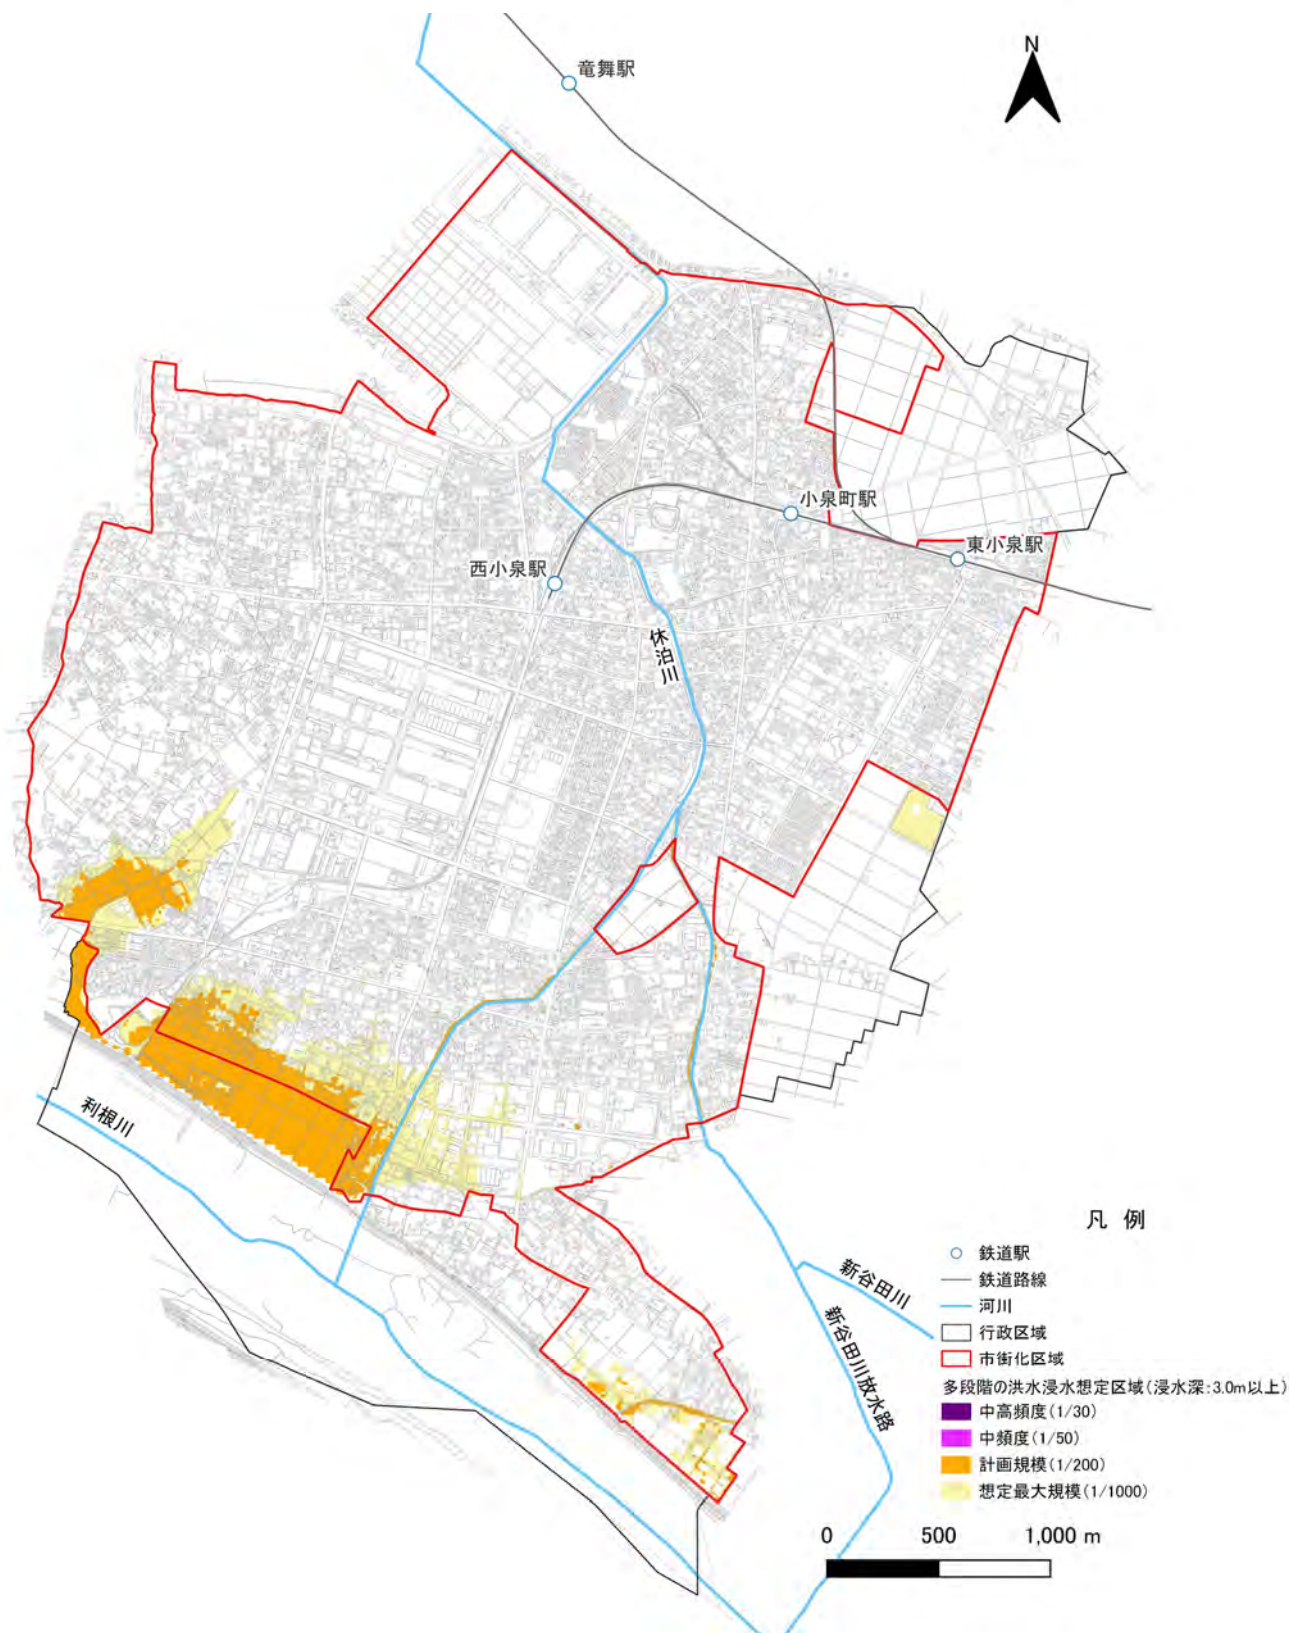 N
竜舞駅
小泉町駅
東小泉駅
西小泉駅
休泊川
利根川
新谷田川
新谷田川放水路
凡 例
鉄道駅
鉄道路線
河川
行政区域
市街化区域
多段階の洪水浸水想定区域(浸水深:3.0m以上)
中高頻度(1/30)
中頻度(1/50)
計画規模(1/200)
想定最大規模(1/1000)
0 500 1,000 m